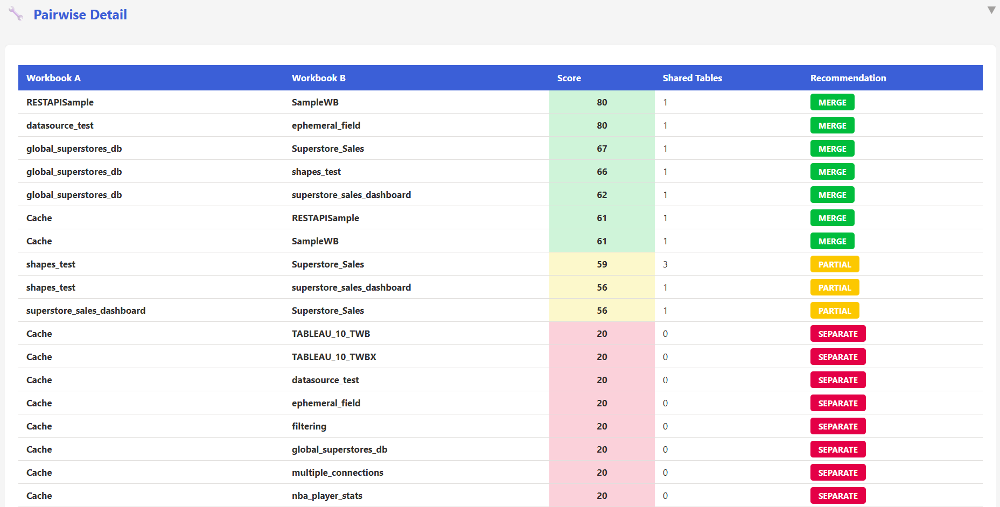 Pairwise Detail
Workbook A Workbook B Score Shared Tables Recommendation
RESTAPISample SampleWB 80 1 MERGE
datasource_test ephemeral_field 80 1 MERGE
global_superstores_db Superstore_Sales 67 1 MERGE
global_superstores_db shapes_test 66 1 MERGE
global_superstores_db superstore_sales_dashboard 62 1 MERGE
Cache RESTAPISample 61 1 MERGE
Cache SampleWB 61 1 MERGE
shapes_test Superstore_Sales 59 3 PARTIAL
shapes_test superstore_sales_dashboard 56 1 PARTIAL
superstore_sales_dashboard Superstore_Sales 56 1 PARTIAL
Cache TABLEAU_10_TWB 20 0 SEPARATE
Cache TABLEAU_10_TWBX 20 0 SEPARATE
Cache datasource_test 20 0 SEPARATE
Cache ephemeral_field 20 0 SEPARATE
Cache filtering 20 0 SEPARATE
Cache global_superstores_db 20 0 SEPARATE
Cache multiple_connections 20 0 SEPARATE
Cache nba_player_stats 20 0 SEPARATE